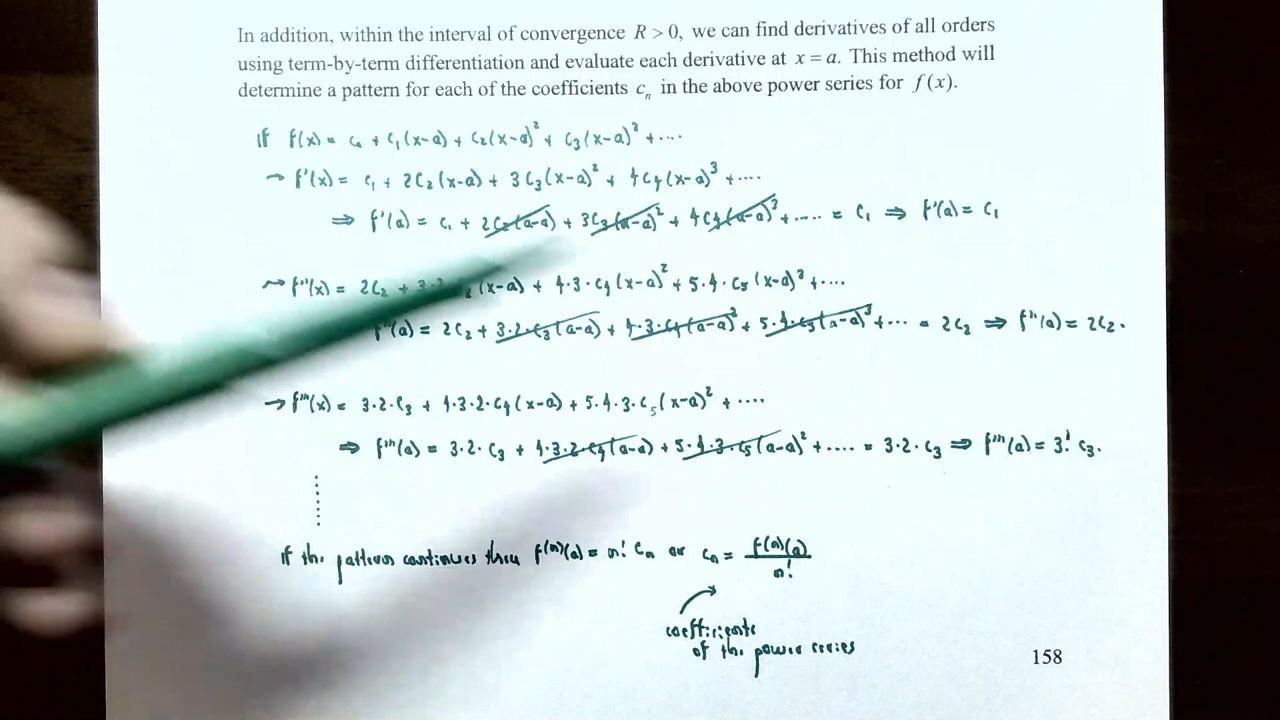 In addition, within the interval of convergence R > 0, we can find derivatives of all orders
using term-by-term differentiation and evaluate each derivative at x = a. This method will
determine a pattern for each of the coefficients cₙ in the above power series for f(x).
If f(x) = c₀ + c₁(x-a) + c₂(x-a)² + c₃(x-a)² + ....
→ f'(x) = c₁ + 2c₂(x-a) + 3c₃(x-a)² + 4c₄(x-a)³ + ....
⇒ f'(a) = c₁ + 2c₂(a-a) + 3c₃(a-a)² + 4c₄(a-a)³ + .... = c₁ ⇒ f'(a) = c₁
→ f''(x) = 2c₂ + (x-a) + 4·3·c₄(x-a)² + 5·4·c₅(x-a)³ + ....
(a) = 2c₂ + 3·2·c₃(a-a) + 4·3·c₄(a-a)² + 5·4·c₅(a-a)³ + ... = 2c₂ ⇒ f''(a) = 2c₂.
→ f'''(x) = 3·2·c₃ + 4·3·2·c₄(x-a) + 5·4·3·c₅(x-a)² + ....
⇒ f'''(a) = 3·2·c₃ + 4·3·2·c₄(a-a) + 5·4·3·c₅(a-a)² + .... = 3·2·c₃ ⇒ f'''(a) = 3! c₃.
If the pattern continues then f⁽ⁿ⁾(a) = n! cₙ or cₙ = f⁽ⁿ⁾(a) / n!
coefficients
of the power series
158